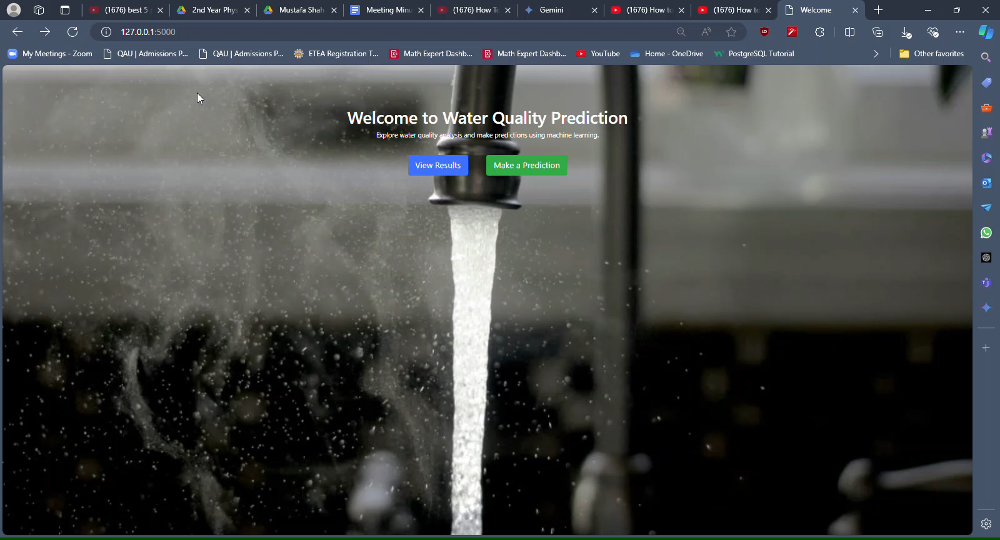 (1676) best 5
2nd Year Phys
Mustafa Shah
Meeting Minu
(1676) How To
Gemini
(1676) How to
(1676) How to
Welcome
127.0.0.1:5000
My Meetings - Zoom
QAU | Admissions P...
QAU | Admissions P...
ETEA Registration T...
Math Expert Dashb...
Math Expert Dashb...
YouTube
Home - OneDrive
PostgreSQL Tutorial
Other favorites
Welcome to Water Quality Prediction
Explore water quality analysis and make predictions using machine learning.
View Results
Make a Prediction